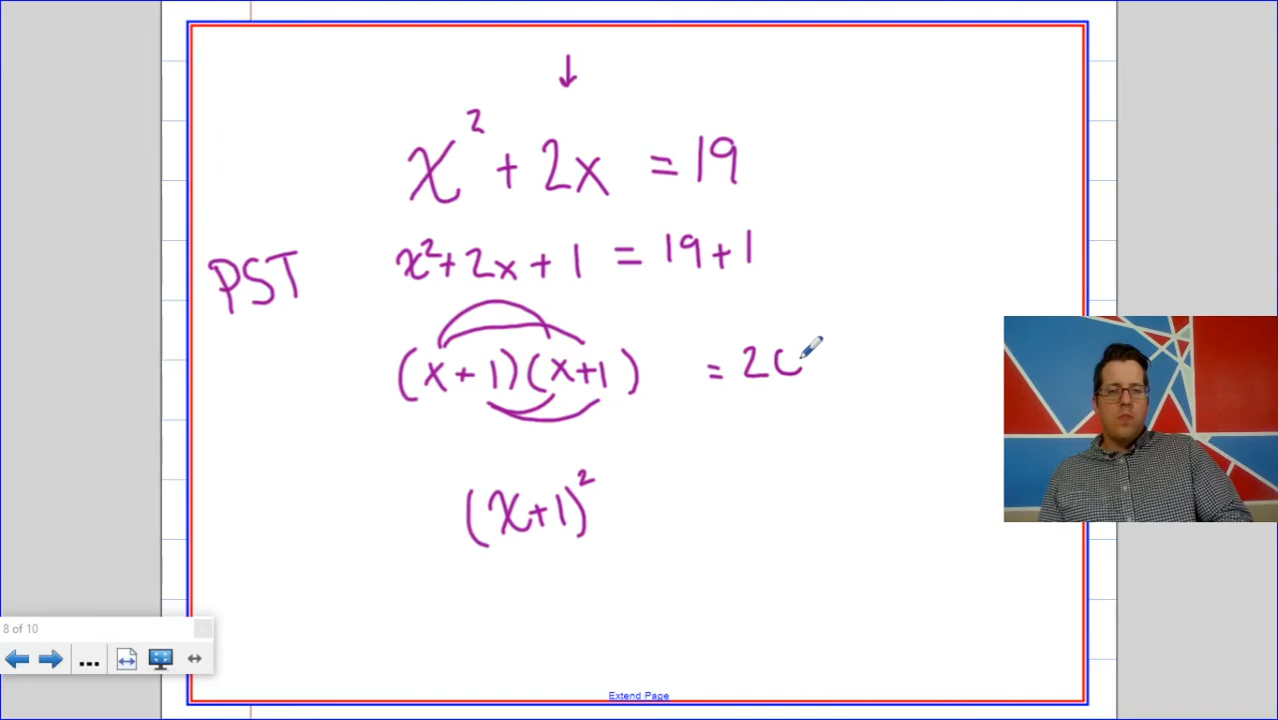 ↓
x² + 2x = 19
PST x² + 2x + 1 = 19 + 1
(x + 1)(x + 1) = 20
(x + 1)²
8 of 10
...
Extend Page